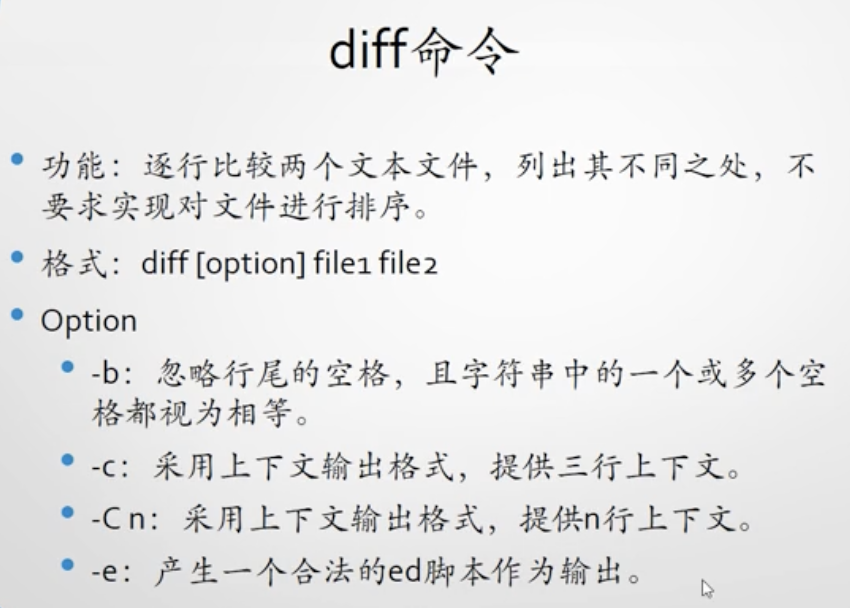 diff命令
• 功能：逐行比较两个文本文件，列出其不同之处，不
要求实现对文件进行排序。
• 格式：diff [option] file1 file2
• Option
• -b：忽略行尾的空格，且字符串中的一个或多个空
格都视为相等。
• -c：采用上下文输出格式，提供三行上下文。
• -C n：采用上下文输出格式，提供n行上下文。
• -e：产生一个合法的ed脚本作为输出。